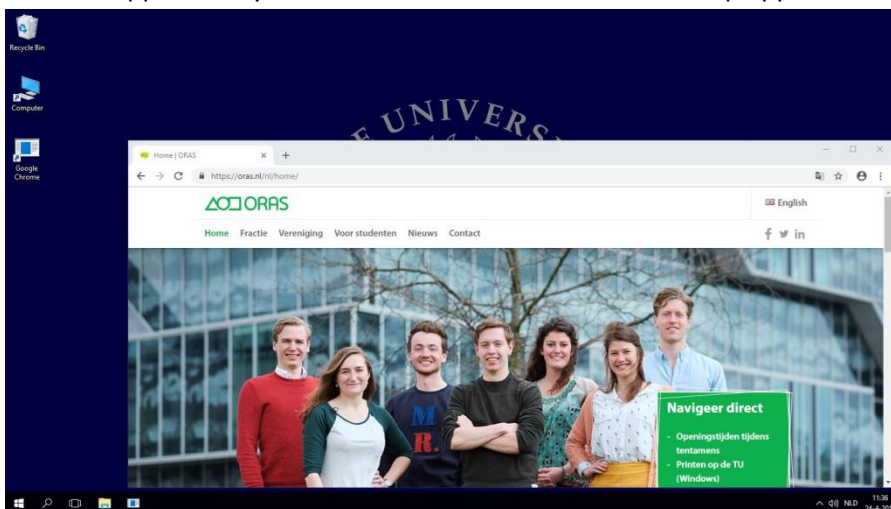 Recycle Bin
Computer
Google
Chrome
UNIVERS
Home | ORAS
https://oras.nl/nl/home/
ORAS
English
Home Fractie Vereniging Voor studenten Nieuws Contact
f in
M
R.
Navigeer direct
- Openingstijden tijdens
tentamens
- Printen op de TU
(Windows)
NLD
11:36